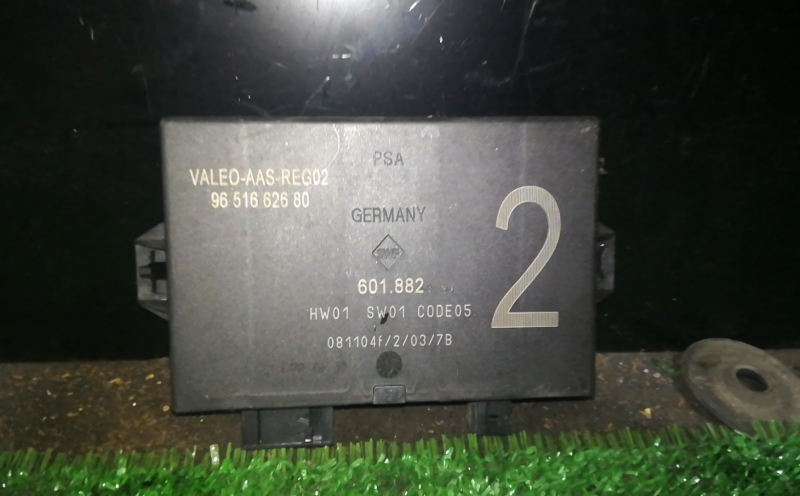 PSA
VALEO-AAS-REG02
96 516 626 80
GERMANY
2
601.882
HW01 SW01 CODE05
081104f/2/03/7B